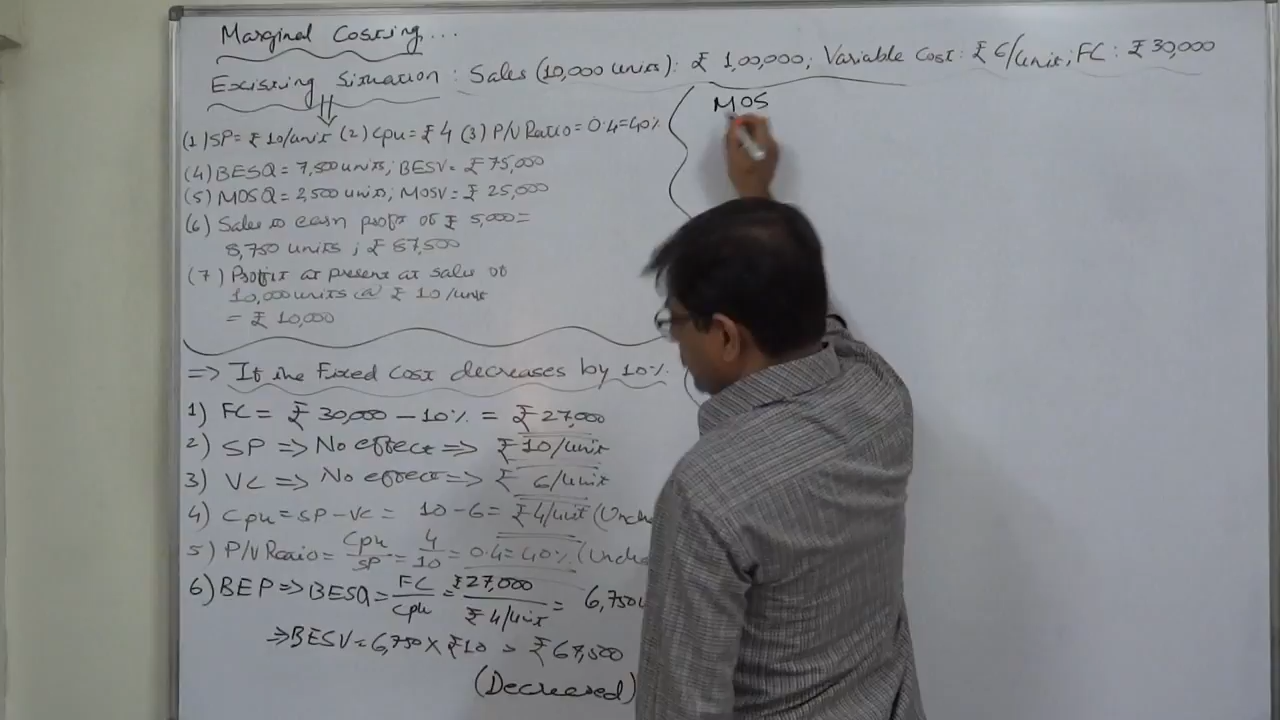 Marginal Costing...
Existing Situation: Sales (10,000 units): ₹ 1,00,000; Variable Cost: ₹ 6/unit; FC: ₹ 30,000
(1) SP = ₹ 10/unit (2) Cpu = ₹ 4 (3) P/V Ratio = 0.4 = 40%
(4) BESQ = 7,500 units; BESV = ₹ 75,000
(5) MOSQ = 2,500 units; MOSV = ₹ 25,000
(6) Sales to earn profit of ₹ 5,000 =
8,750 units; ₹ 87,500
(7) Profit at present at sales of
10,000 units @ ₹ 10/unit
= ₹ 10,000
⇒ If the Fixed Cost decreases by 10%.
1) FC = ₹ 30,000 – 10% = ₹ 27,000
2) SP ⇒ No effect ⇒ ₹ 10/unit
3) VC ⇒ No effect ⇒ ₹ 6/unit
4) Cpu = SP – VC = 10 – 6 = ₹ 4/unit (Unch
5) P/V Ratio = Cpu/SP = 4/10 = 0.4 = 40% (Uncha
6) BEP ⇒ BESQ = FC/Cpu = ₹ 27,000/₹ 4/unit = 6,750 u
⇒ BESV = 6,750 × ₹ 10 = ₹ 67,500
(Decreased)
MOS